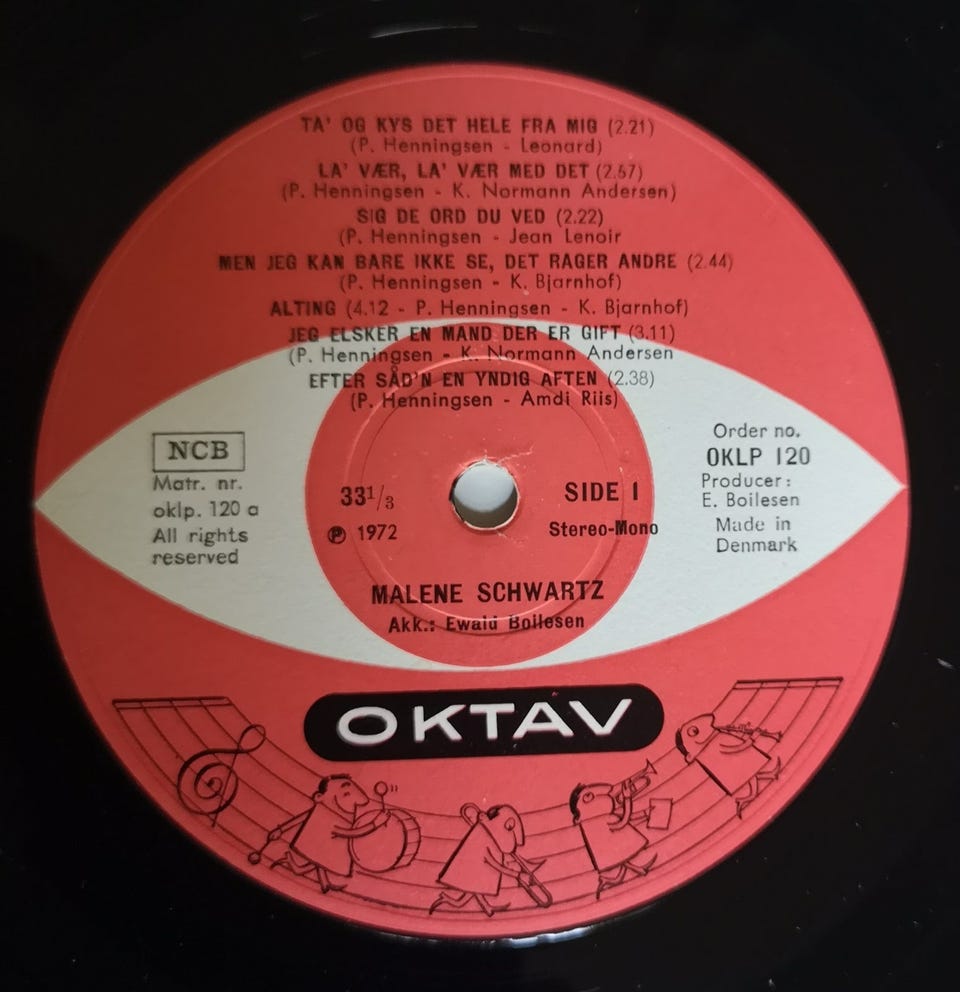 TA' OG KYS DET HELE FRA MIG (2.21)
(P. Henningsen - Leonard)
LA' VÆR, LA' VÆR MED DET (2.57)
(P. Henningsen - K. Normann Andersen)
SIG DE ORD DU VED (2.22)
(P. Henningsen - Jean Lenoir
MEN JEG KAN BARE IKKE SE, DET RAGER ANDRE (2.44)
(P. Henningsen - K. Bjarnhof)
ALTING (4.12 - P. Henningsen - K. Bjarnhof)
JEG ELSKER EN MAND DER ER GIFT (3.11)
(P. Henningsen - K. Normann Andersen
EFTER SÅD'N EN YNDIG AFTEN (2.38)
(P. Henningsen - Amdi Riis)
NCB
Matr. nr.
oklp. 120 a
All rights
reserved
33 1/3
Ⓟ 1972
SIDE 1
Stereo-Mono
Order no.
OKLP 120
Producer:
E. Boilesen
Made in
Denmark
MALENE SCHWARTZ
Akk.: Ewald Boilesen
OKTAV